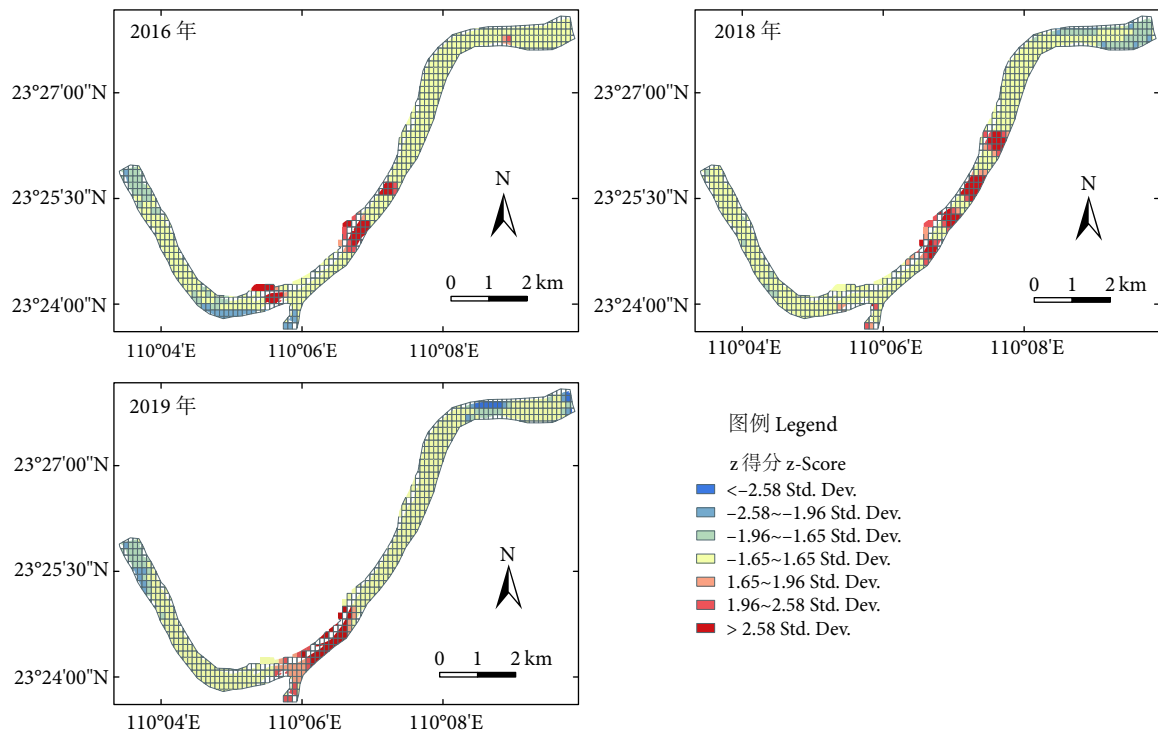 2016 年
23°27'00"N
23°25'30"N
23°24'00"N
110°04'E
110°06'E
110°08'E
N
0 1 2 km
2018 年
23°27'00"N
23°25'30"N
23°24'00"N
110°04'E
110°06'E
110°08'E
N
0 1 2 km
2019 年
23°27'00"N
23°25'30"N
23°24'00"N
110°04'E
110°06'E
110°08'E
N
0 1 2 km
图例 Legend
z 得分 z-Score
<–2.58 Std. Dev.
–2.58~–1.96 Std. Dev.
–1.96~–1.65 Std. Dev.
–1.65~1.65 Std. Dev.
1.65~1.96 Std. Dev.
1.96~2.58 Std. Dev.
> 2.58 Std. Dev.